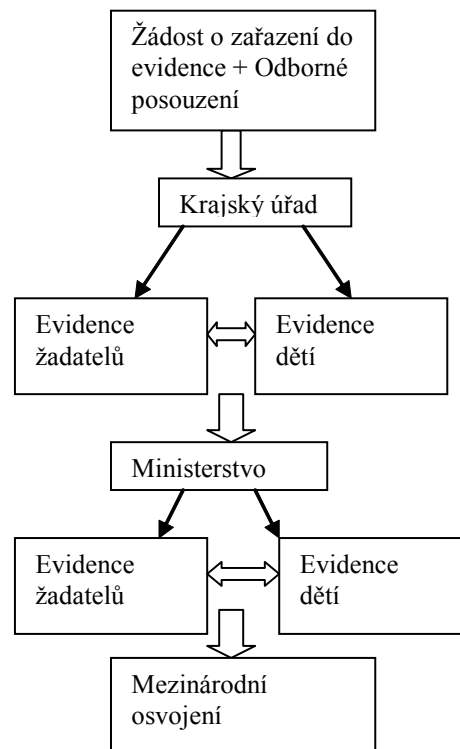 Žádost o zařazení do
evidence + Odborné
posouzení
Krajský úřad
Evidence
žadatelů
Evidence
dětí
Ministerstvo
Evidence
žadatelů
Evidence
dětí
Mezinárodní
osvojení